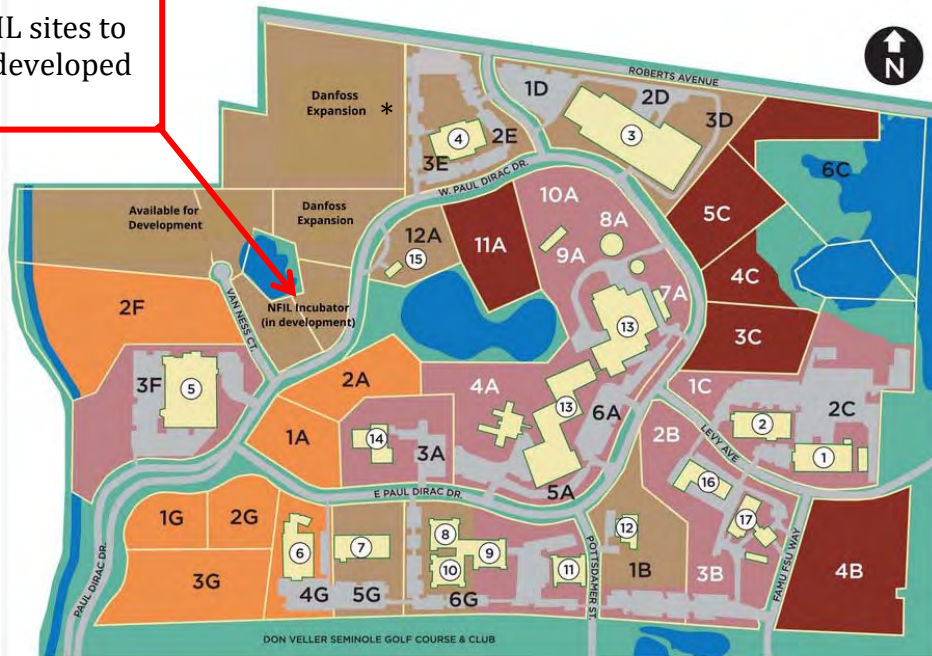 IL sites to
developed
N
ROBERTS AVENUE
1D
2D
3D
3
Danfoss
Expansion *
4
2E
3E
W. PAUL DIRAC DR.
6C
5C
10A
8A
9A
Available for
Development
Danfoss
Expansion
12A
15
11A
4C
7A
2F
VAN NESS CT.
NFIL Incubator
(in development)
13
3C
3F
5
2A
4A
13
6A
1C
2C
2
1
1A
14
3A
2B
LEVY AVE
5A
16
E PAUL DIRAC DR.
1G
2G
3G
6
7
8
9
10
11
12
17
4G
5G
6G
1B
3B
4B
PAUL DIRAC DR.
POTTSDAMER ST.
FAMU FSU WAY
DON VELLER SEMINOLE GOLF COURSE & CLUB